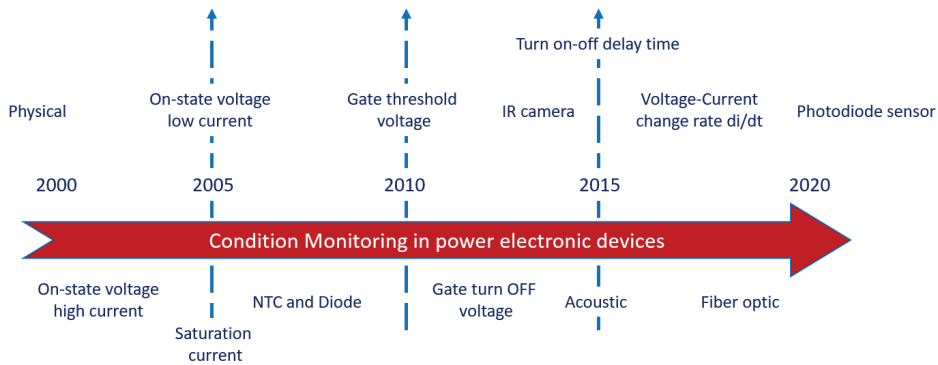 Turn on-off delay time
Physical
On-state voltage
low current
Gate threshold
voltage
IR camera
Voltage-Current
change rate di/dt
Photodiode sensor
2000
2005
2010
2015
2020
Condition Monitoring in power electronic devices
On-state voltage
high current
Saturation
current
NTC and Diode
Gate turn OFF
voltage
Acoustic
Fiber optic